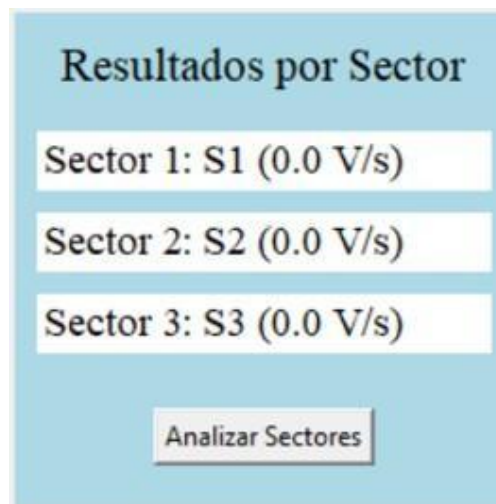 Resultados por Sector
Sector 1: S1 (0.0 V/s)
Sector 2: S2 (0.0 V/s)
Sector 3: S3 (0.0 V/s)
Analizar Sectores